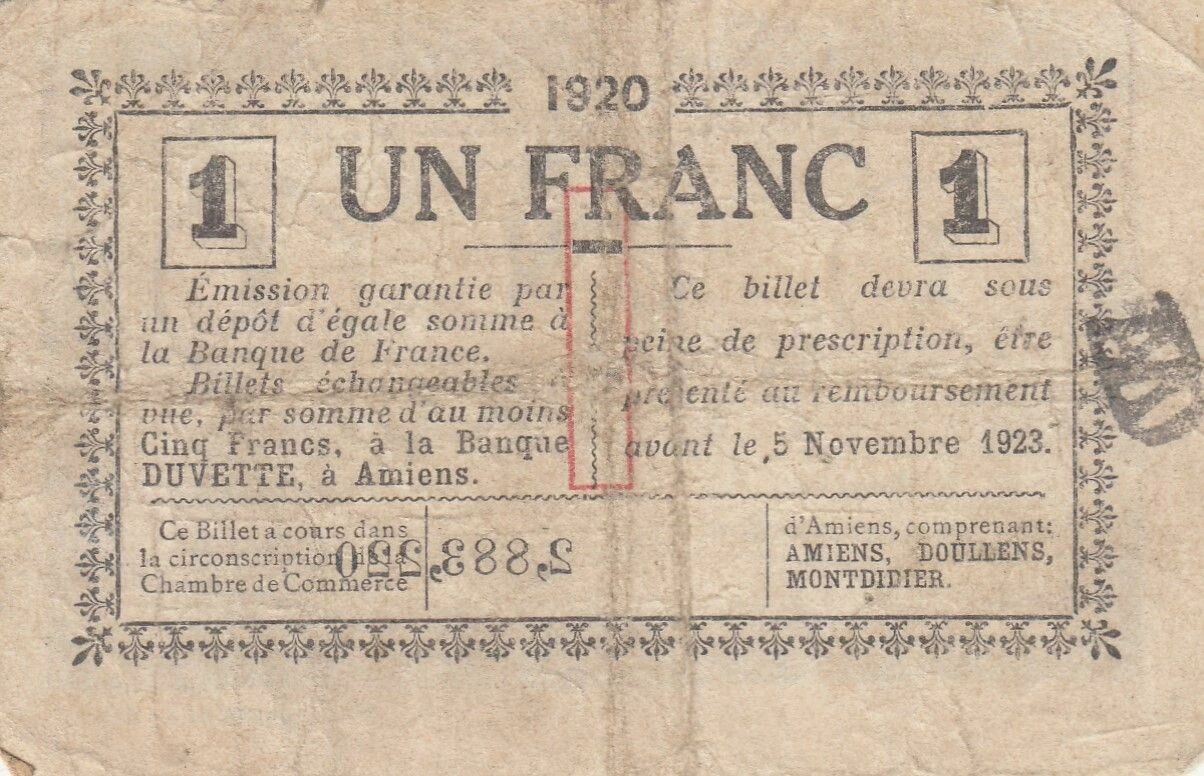 1920
1
UN FRANC
1
Émission garantie par
un dépôt d'égale somme à
la Banque de France.
Billets échangeables à
vue, par somme d'au moins
Cinq Francs, à la Banque
DUVETTE, à Amiens.
Ce billet devra sous
peine de prescription, être
présenté au remboursement
avant le 5 Novembre 1923.
Ce Billet a cours dans
la circonscription de la
Chambre de Commerce
d'Amiens, comprenant:
AMIENS, DOULLENS,
MONTDIDIER.